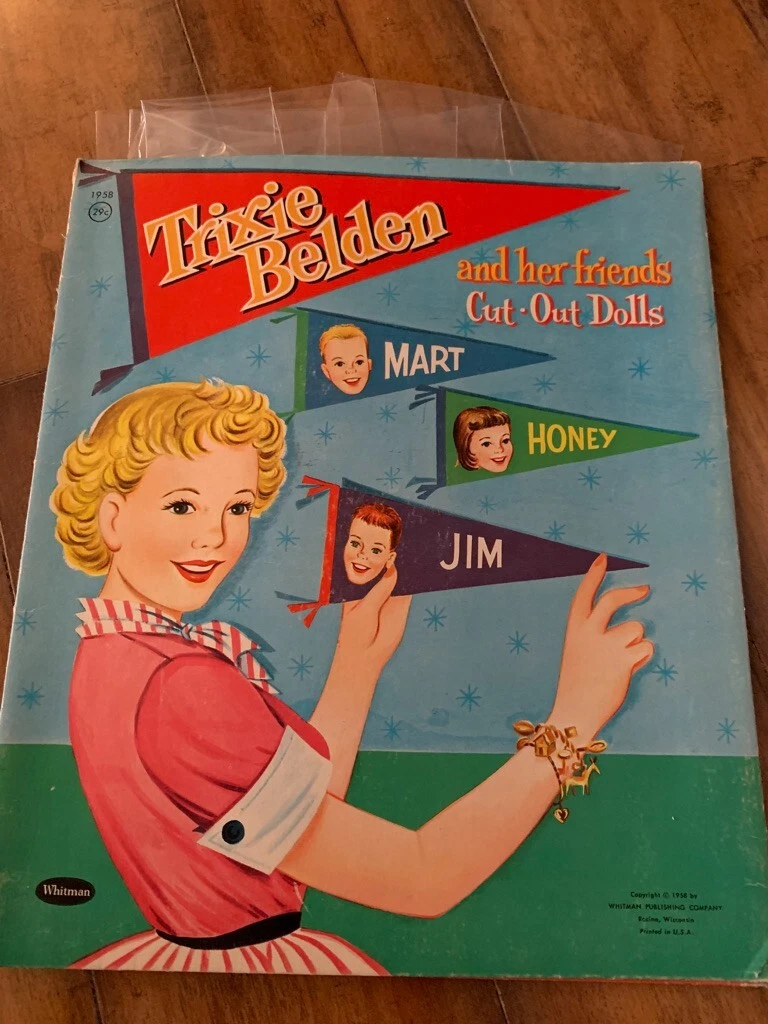 1958
29c
Trixie
Belden
and her friends
Cut·Out Dolls
MART
HONEY
JIM
Whitman
Copyright © 1958 by
WHITMAN PUBLISHING COMPANY
Racine, Wisconsin
Printed in U.S.A.